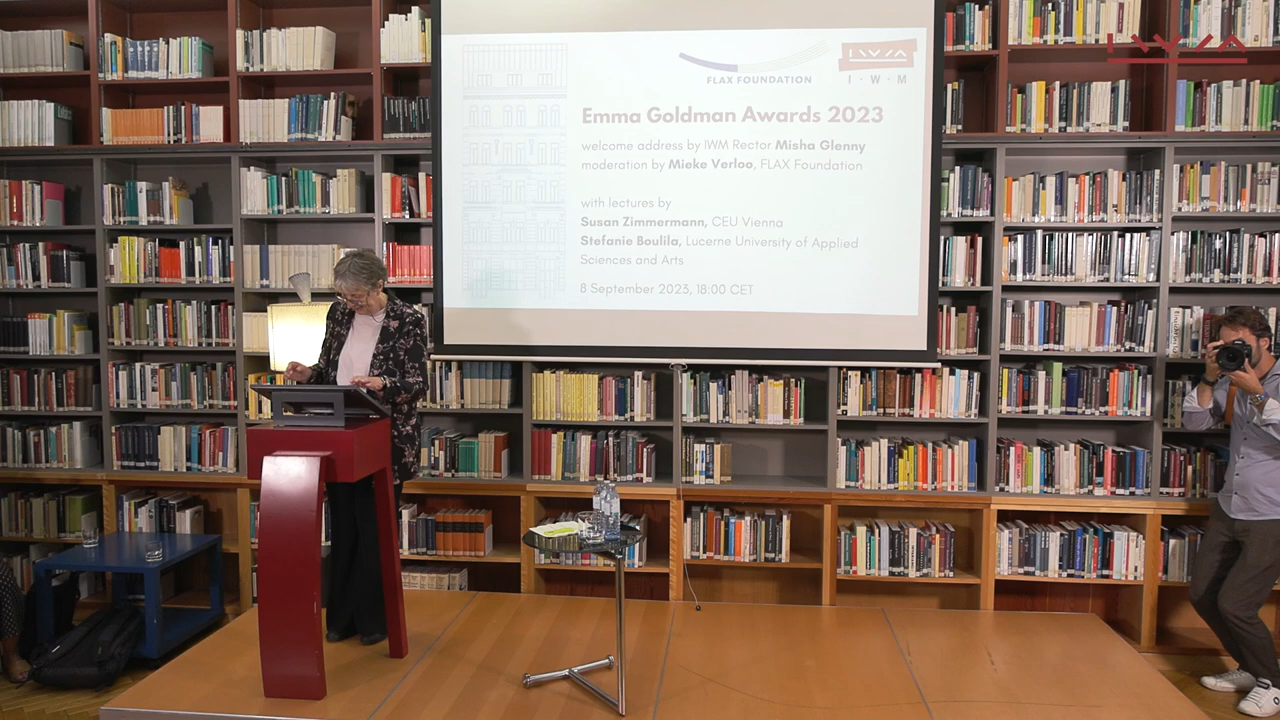 FLAX FOUNDATION
I·W·M
Emma Goldman Awards 2023
welcome address by IWM Rector Misha Glenny
moderation by Mieke Verloo, FLAX Foundation
with lectures by
Susan Zimmermann, CEU Vienna
Stefanie Boulila, Lucerne University of Applied
Sciences and Arts
8 September 2023, 18:00 CET